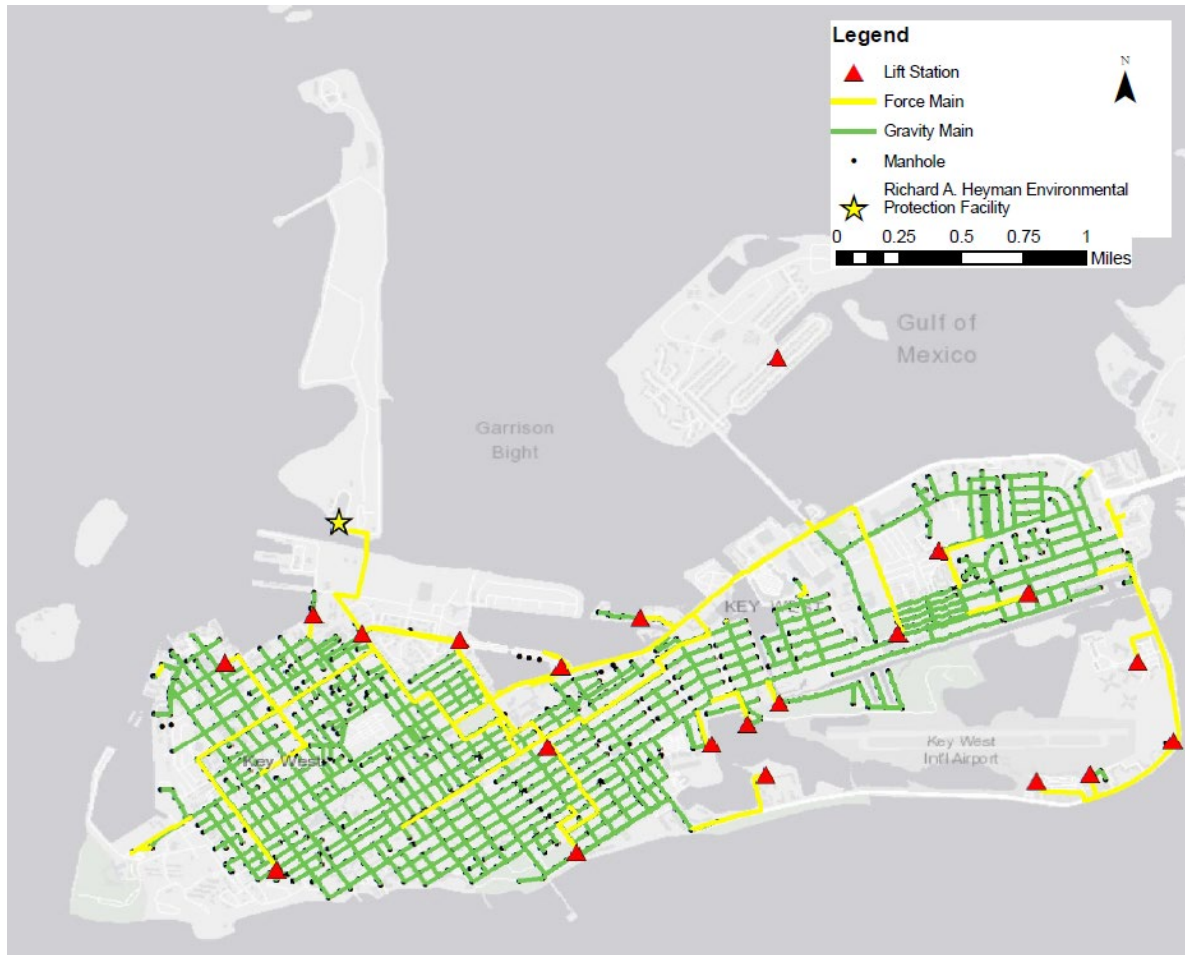 Legend
N
Lift Station
Force Main
Gravity Main
Manhole
Richard A. Heyman Environmental
Protection Facility
0 0.25 0.5 0.75 1
Miles
Gulf of
Mexico
Garrison
Bight
KEY WEST
Key West
Key West
Int'l Airport